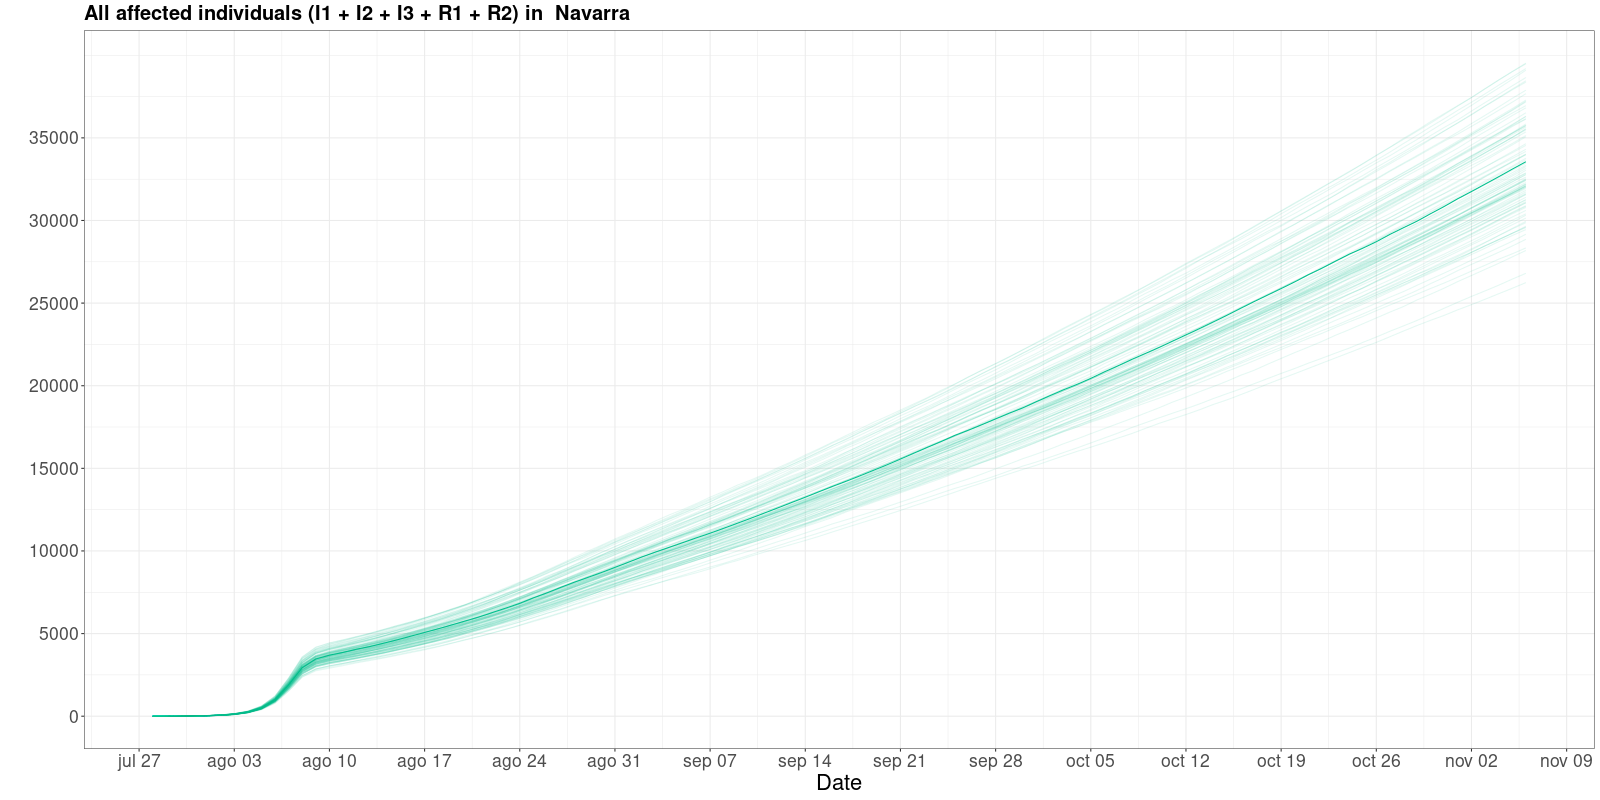 All affected individuals (I1 + I2 + I3 + R1 + R2) in  Navarra
35000
30000
25000
20000
15000
10000
5000
0
jul 27 ago 03 ago 10 ago 17 ago 24 ago 31 sep 07 sep 14 sep 21 sep 28 oct 05 oct 12 oct 19 oct 26 nov 02 nov 09
Date